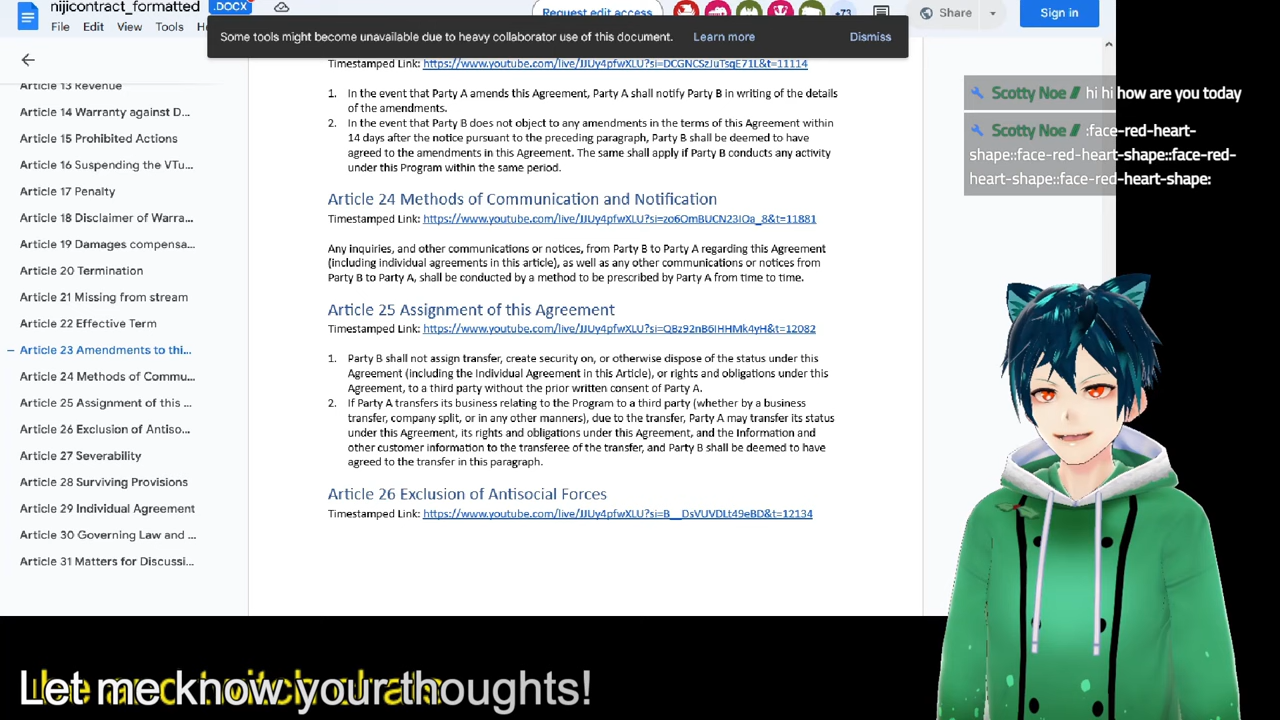 nijicontract_formatted .DOCX
File Edit View Tools
Request edit access
+73
Share
Sign in
Some tools might become unavailable due to heavy collaborator use of this document. Learn more Dismiss
Article 13 Revenue
Article 14 Warranty against D...
Article 15 Prohibited Actions
Article 16 Suspending the VTu...
Article 17 Penalty
Article 18 Disclaimer of Warra...
Article 19 Damages compensa...
Article 20 Termination
Article 21 Missing from stream
Article 22 Effective Term
Article 23 Amendments to thi...
Article 24 Methods of Commu...
Article 25 Assignment of this ...
Article 26 Exclusion of Antiso...
Article 27 Severability
Article 28 Surviving Provisions
Article 29 Individual Agreement
Article 30 Governing Law and ...
Article 31 Matters for Discussi...
Timestamped Link: https://www.youtube.com/live/JJUy4pfwXLU?si=DCGNCSzJuTsqE71L&t=11114
1. In the event that Party A amends this Agreement, Party A shall notify Party B in writing of the details
of the amendments.
2. In the event that Party B does not object to any amendments in the terms of this Agreement within
14 days after the notice pursuant to the preceding paragraph, Party B shall be deemed to have
agreed to the amendments in this Agreement. The same shall apply if Party B conducts any activity
under this Program within the same period.
Article 24 Methods of Communication and Notification
Timestamped Link: https://www.youtube.com/live/JJUy4pfwXLU?si=zo6OmBUCN23IOa_8&t=11881
Any inquiries, and other communications or notices, from Party B to Party A regarding this Agreement
(including individual agreements in this article), as well as any other communications or notices from
Party B to Party A, shall be conducted by a method to be prescribed by Party A from time to time.
Article 25 Assignment of this Agreement
Timestamped Link: https://www.youtube.com/live/JJUy4pfwXLU?si=QBz92nB6IHHMk4yH&t=12082
1. Party B shall not assign transfer, create security on, or otherwise dispose of the status under this
Agreement (including the Individual Agreement in this Article), or rights and obligations under this
Agreement, to a third party without the prior written consent of Party A.
2. If Party A transfers its business relating to the Program to a third party (whether by a business
transfer, company split, or in any other manners), due to the transfer, Party A may transfer its status
under this Agreement, its rights and obligations under this Agreement, and the Information and
other customer information to the transferee of the transfer, and Party B shall be deemed to have
agreed to the transfer in this paragraph.
Article 26 Exclusion of Antisocial Forces
Timestamped Link: https://www.youtube.com/live/JJUy4pfwXLU?si=B__DsVUVDLt49eBD&t=12134
Scotty Noe hi hi how are you today
Scotty Noe :face-red-heart-
shape::face-red-heart-shape::face-red-
heart-shape::face-red-heart-shape:
Let me know your thoughts!